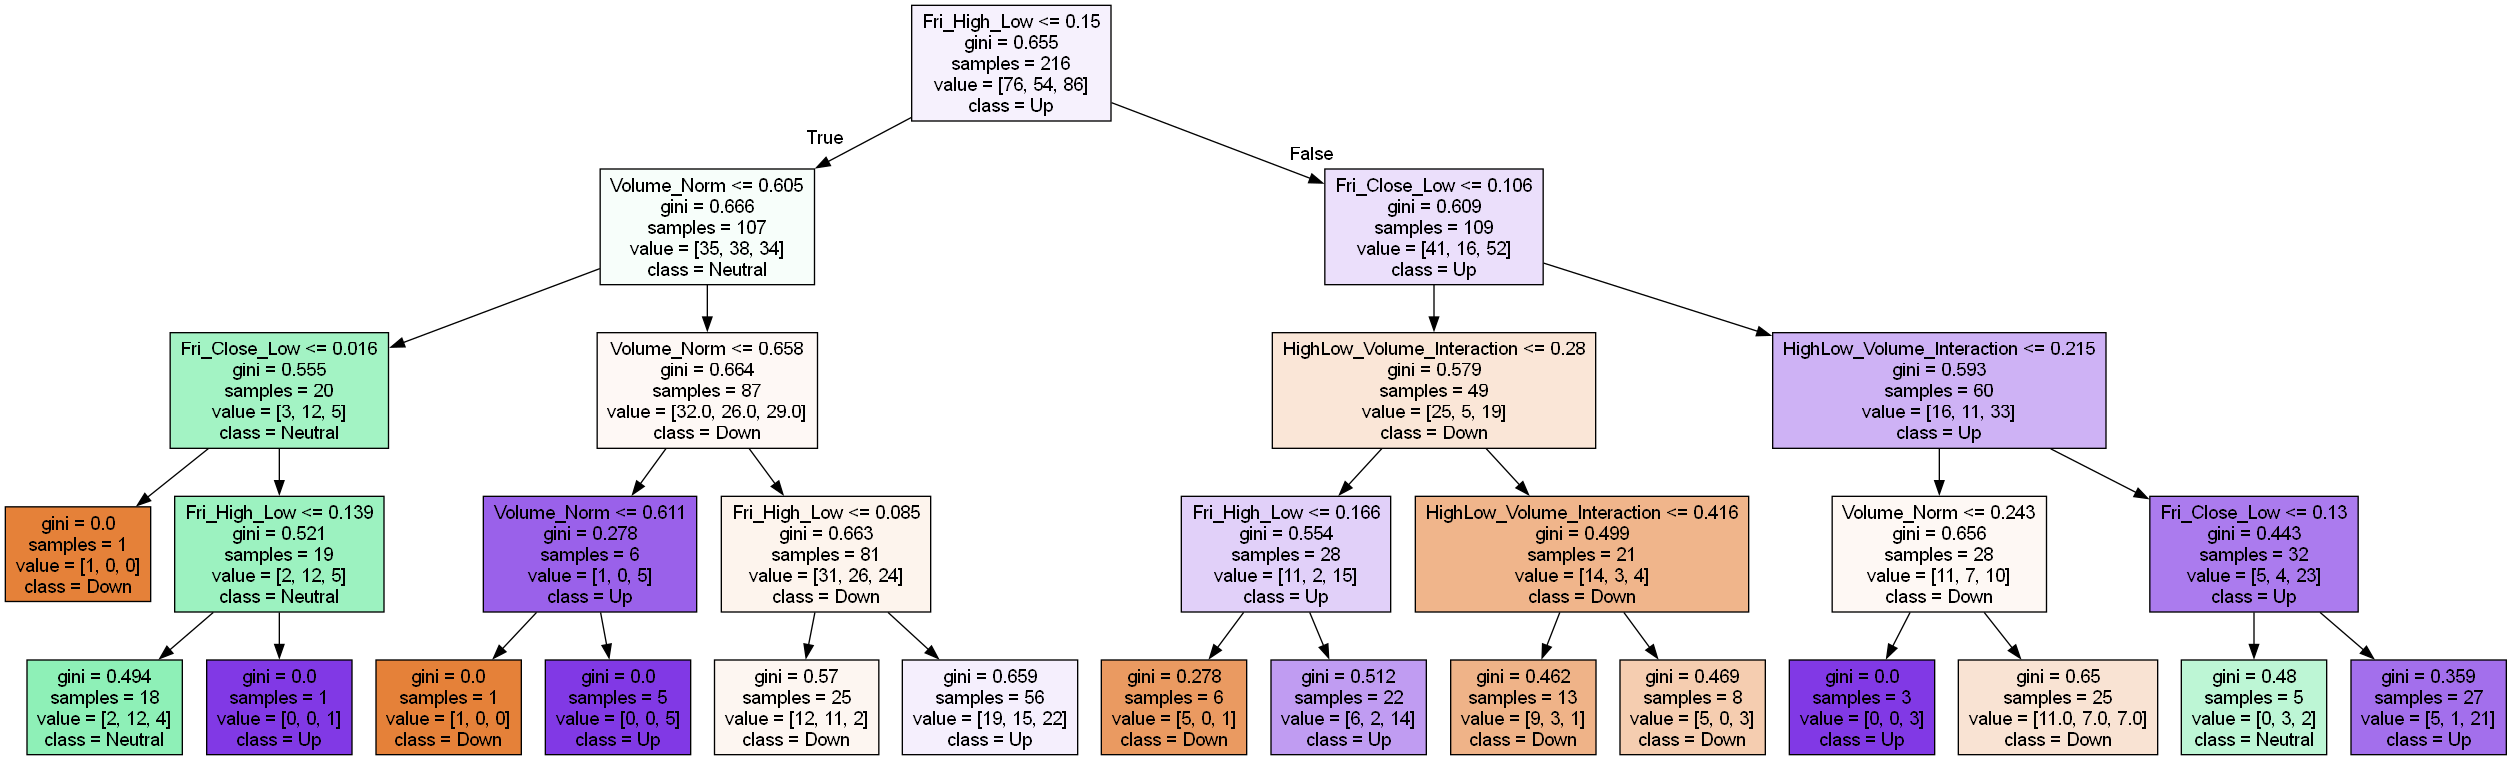 Fri_High_Low <= 0.15
gini = 0.655
samples = 216
value = [76, 54, 86]
class = Up
True
False
Volume_Norm <= 0.605
gini = 0.666
samples = 107
value = [35, 38, 34]
class = Neutral
Fri_Close_Low <= 0.106
gini = 0.609
samples = 109
value = [41, 16, 52]
class = Up
Fri_Close_Low <= 0.016
gini = 0.555
samples = 20
value = [3, 12, 5]
class = Neutral
Volume_Norm <= 0.658
gini = 0.664
samples = 87
value = [32.0, 26.0, 29.0]
class = Down
HighLow_Volume_Interaction <= 0.28
gini = 0.579
samples = 49
value = [25, 5, 19]
class = Down
HighLow_Volume_Interaction <= 0.215
gini = 0.593
samples = 60
value = [16, 11, 33]
class = Up
gini = 0.0
samples = 1
value = [1, 0, 0]
class = Down
Fri_High_Low <= 0.139
gini = 0.521
samples = 19
value = [2, 12, 5]
class = Neutral
Volume_Norm <= 0.611
gini = 0.278
samples = 6
value = [1, 0, 5]
class = Up
Fri_High_Low <= 0.085
gini = 0.663
samples = 81
value = [31, 26, 24]
class = Down
Fri_High_Low <= 0.166
gini = 0.554
samples = 28
value = [11, 2, 15]
class = Up
HighLow_Volume_Interaction <= 0.416
gini = 0.499
samples = 21
value = [14, 3, 4]
class = Down
Volume_Norm <= 0.243
gini = 0.656
samples = 28
value = [11, 7, 10]
class = Down
Fri_Close_Low <= 0.13
gini = 0.443
samples = 32
value = [5, 4, 23]
class = Up
gini = 0.494
samples = 18
value = [2, 12, 4]
class = Neutral
gini = 0.0
samples = 1
value = [0, 0, 1]
class = Up
gini = 0.0
samples = 1
value = [1, 0, 0]
class = Down
gini = 0.0
samples = 5
value = [0, 0, 5]
class = Up
gini = 0.57
samples = 25
value = [12, 11, 2]
class = Down
gini = 0.659
samples = 56
value = [19, 15, 22]
class = Up
gini = 0.278
samples = 6
value = [5, 0, 1]
class = Down
gini = 0.512
samples = 22
value = [6, 2, 14]
class = Up
gini = 0.462
samples = 13
value = [9, 3, 1]
class = Down
gini = 0.469
samples = 8
value = [5, 0, 3]
class = Down
gini = 0.0
samples = 3
value = [0, 0, 3]
class = Up
gini = 0.65
samples = 25
value = [11.0, 7.0, 7.0]
class = Down
gini = 0.48
samples = 5
value = [0, 3, 2]
class = Neutral
gini = 0.359
samples = 27
value = [5, 1, 21]
class = Up